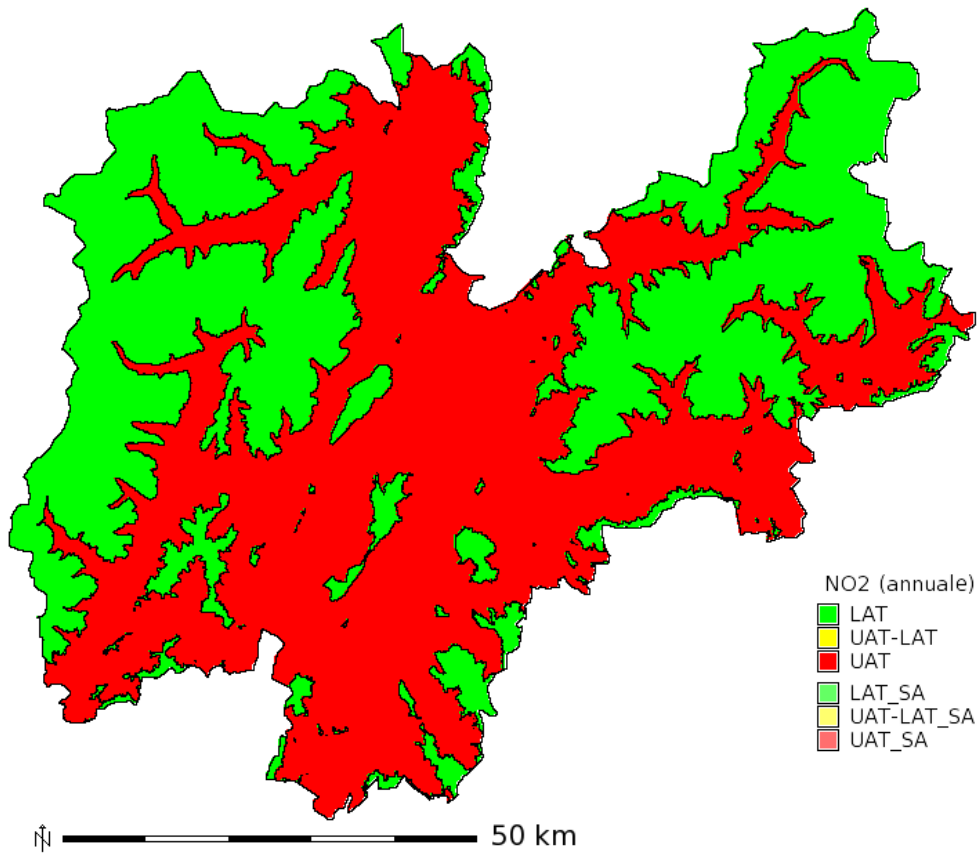 NO2 (annuale)
LAT
UAT-LAT
UAT
LAT_SA
UAT-LAT_SA
UAT_SA
N
50 km